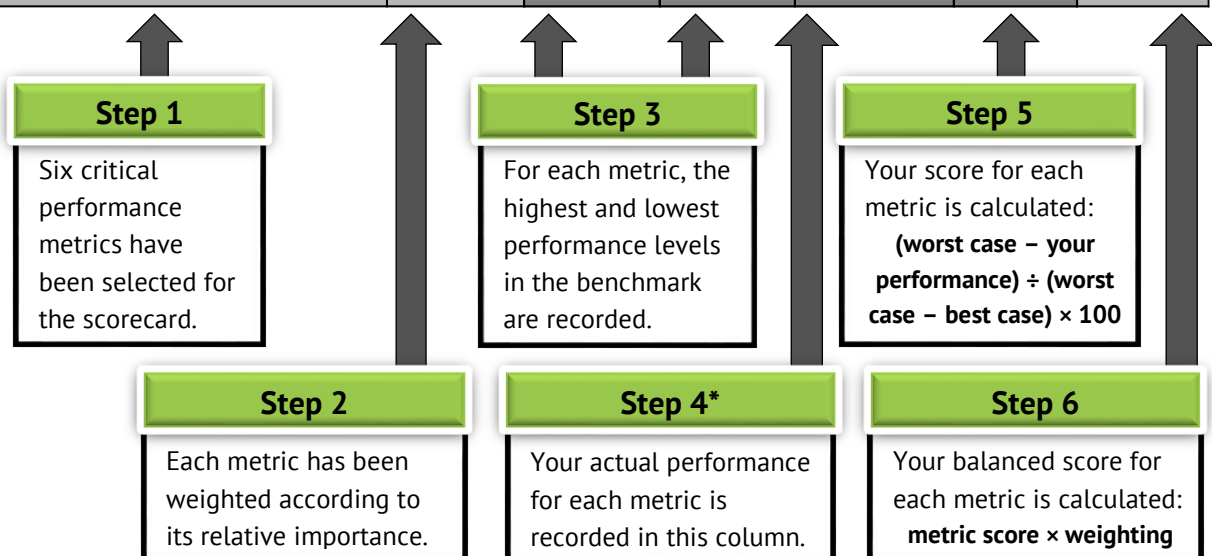 Step 1
Six critical
performance
metrics have
been selected for
the scorecard.
Step 2
Each metric has been
weighted according to
its relative importance.
Step 3
For each metric, the
highest and lowest
performance levels
in the benchmark
are recorded.
Step 4*
Your actual performance
for each metric is
recorded in this column.
Step 5
Your score for each
metric is calculated:
(worst case – your
performance) ÷ (worst
case – best case) × 100
Step 6
Your balanced score for
each metric is calculated:
metric score × weighting